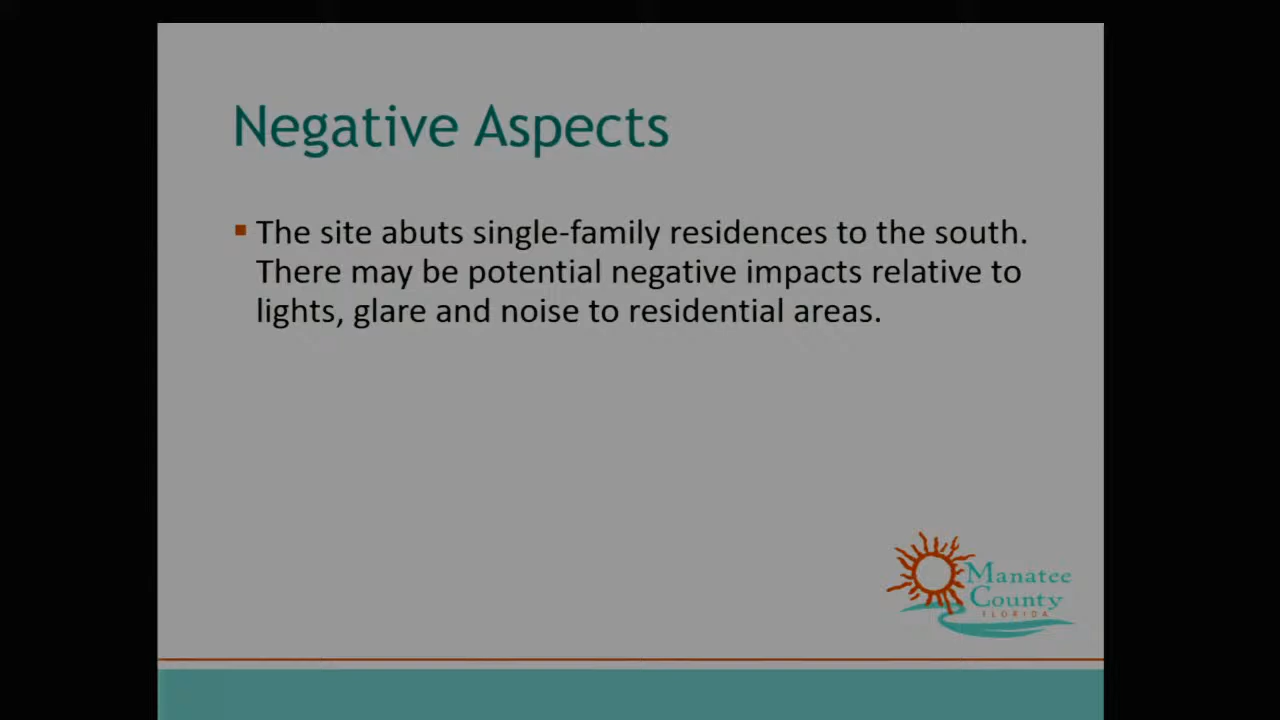 Negative Aspects
The site abuts single-family residences to the south.
There may be potential negative impacts relative to
lights, glare and noise to residential areas.
Manatee
County
FLORIDA